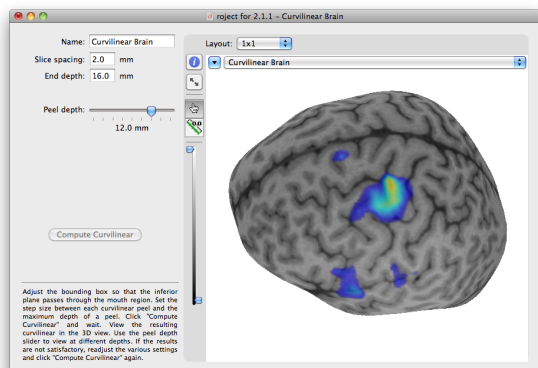 roject for 2.1.1 – Curvilinear Brain
Name: Curvilinear Brain
Slice spacing: 2.0 mm
End depth: 16.0 mm
Peel depth:
12.0 mm
Compute Curvilinear
Adjust the bounding box so that the inferior
plane passes through the mouth region. Set the
step size between each curvilinear peel and the
maximum depth of a peel. Click "Compute
Curvilinear" and wait. View the resulting
curvilinear in the 3D view. Use the peel depth
slider to view at different depths. If the results
are not satisfactory, readjust the various settings
and click "Compute Curvilinear" again.
Layout: 1x1
Curvilinear Brain